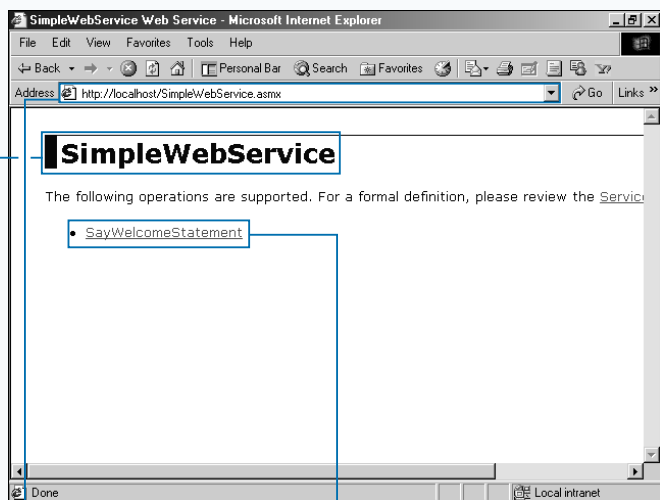 SimpleWebService Web Service - Microsoft Internet Explorer
File Edit View Favorites Tools Help
Back Personal Bar Search Favorites
Address http://localhost/SimpleWebService.asmx Go Links »
SimpleWebService
The following operations are supported. For a formal definition, please review the Servic
• SayWelcomeStatement
Done Local intranet